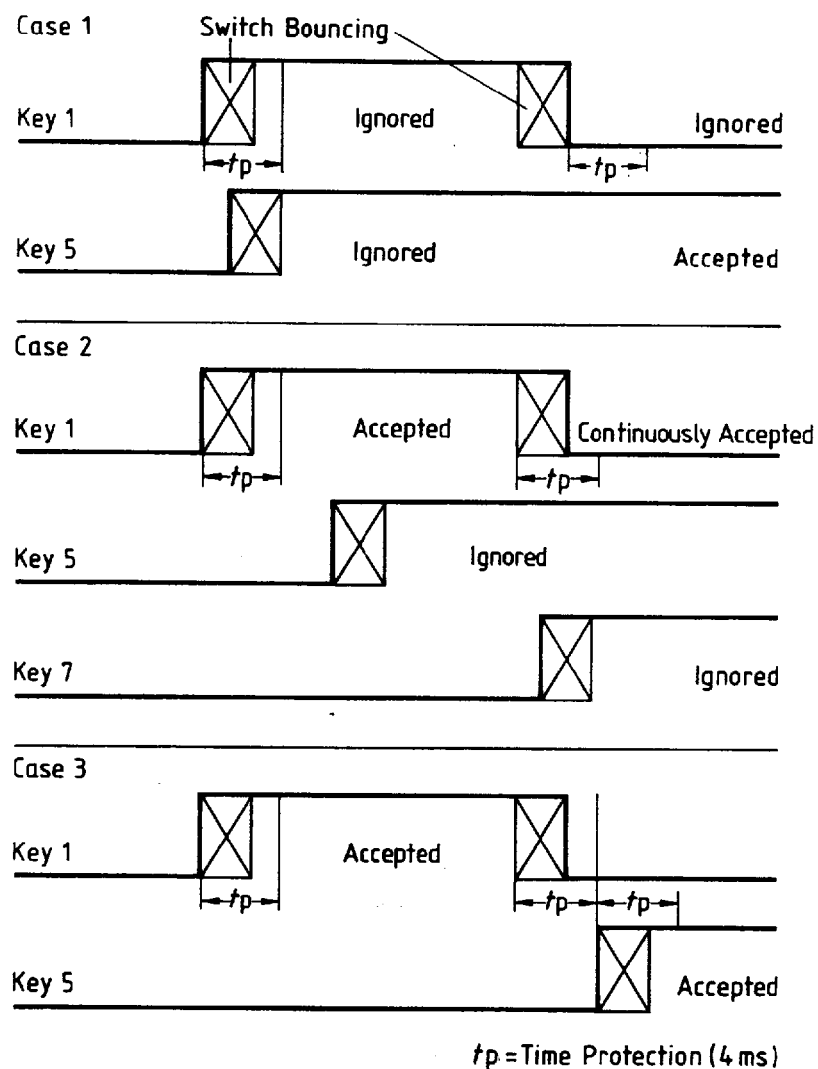 Case 1
Switch Bouncing
Key 1
Ignored
Ignored
tp
tp
Key 5
Ignored
Accepted
Case 2
Key 1
Accepted
Continuously Accepted
tp
tp
Key 5
Ignored
Key 7
Ignored
Case 3
Key 1
Accepted
tp
tp
tp
Key 5
Accepted
tp = Time Protection (4 ms)